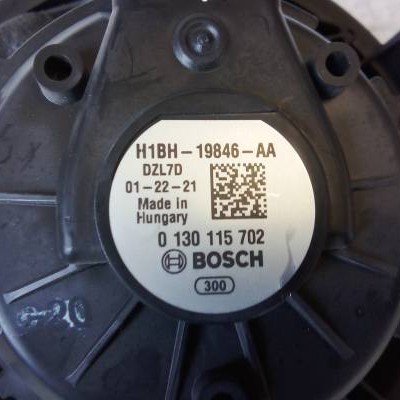 H1BH-19846-AA
DZL7D
01-22-21
Made in
Hungary
0 130 115 702
BOSCH
300